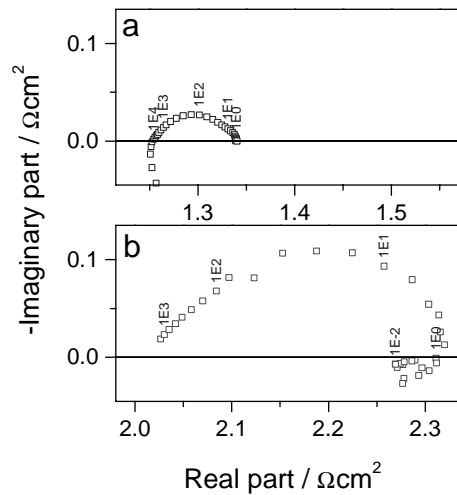 a
0.1
0.0
1E4
1E3
1E2
1E1
1E0
1.3
1.4
1.5
b
0.1
0.0
1E3
1E2
1E1
1E-2
1E0
2.0
2.1
2.2
2.3
-Imaginary part / Ωcm²
Real part / Ωcm²